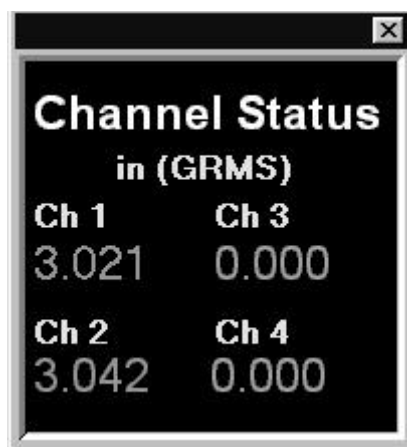 Channel Status
in (GRMS)
Ch 1 Ch 3
3.021 0.000
Ch 2 Ch 4
3.042 0.000